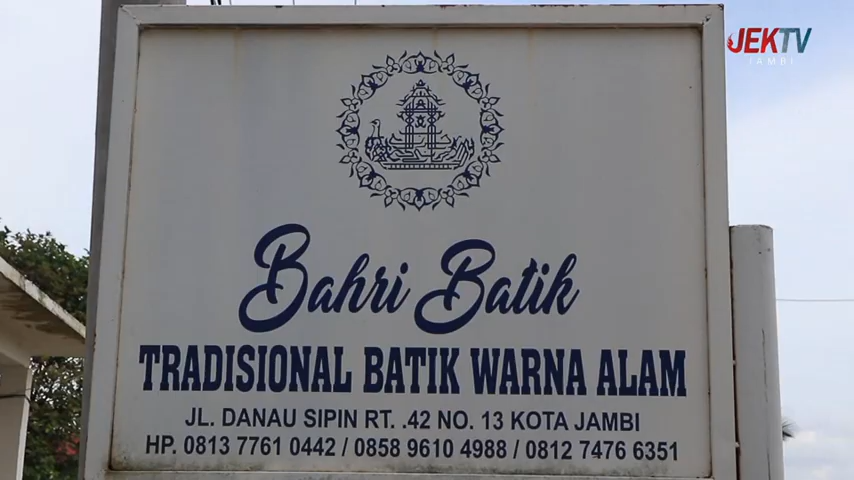 JEKTV
JAMBI
Bahri Batik
TRADISIONAL BATIK WARNA ALAM
JL. DANAU SIPIN RT. .42 NO. 13 KOTA JAMBI
HP. 0813 7761 0442 / 0858 9610 4988 / 0812 7476 6351